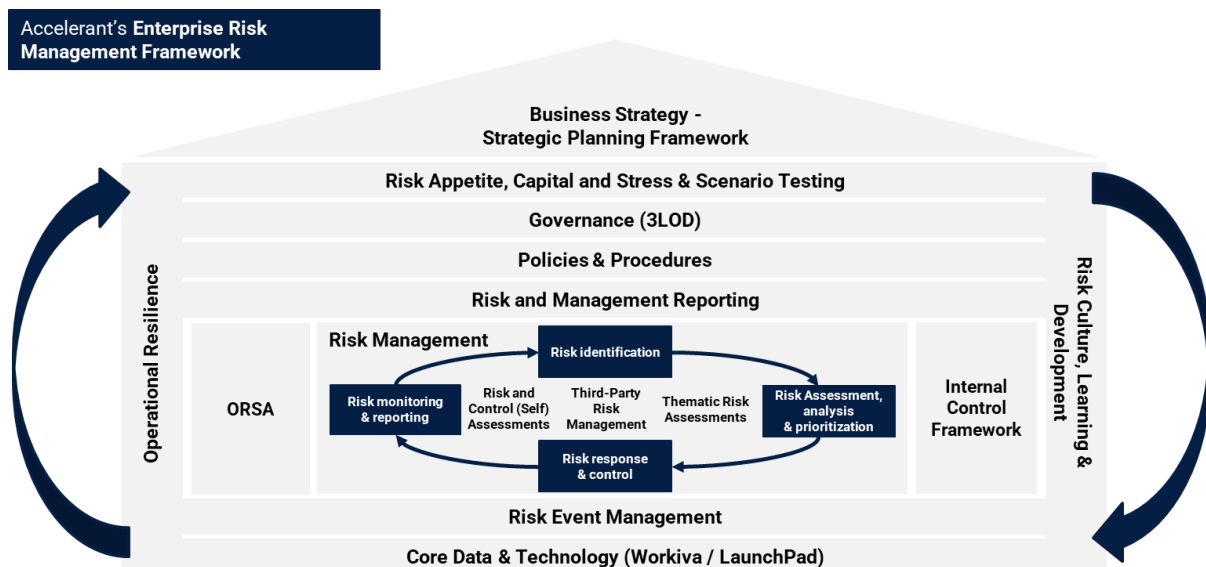 Accelerant's Enterprise Risk
Management Framework
Business Strategy -
Strategic Planning Framework
Risk Appetite, Capital and Stress & Scenario Testing
Governance (3LOD)
Policies & Procedures
Risk and Management Reporting
Operational Resilience
ORSA
Risk Management
Risk identification
Risk monitoring
& reporting
Risk and
Control (Self)
Assessments
Third-Party
Risk
Management
Thematic Risk
Assessments
Risk Assessment,
analysis
& prioritization
Risk response
& control
Internal
Control
Framework
Risk Culture, Learning &
Development
Risk Event Management
Core Data & Technology (Workiva / LaunchPad)